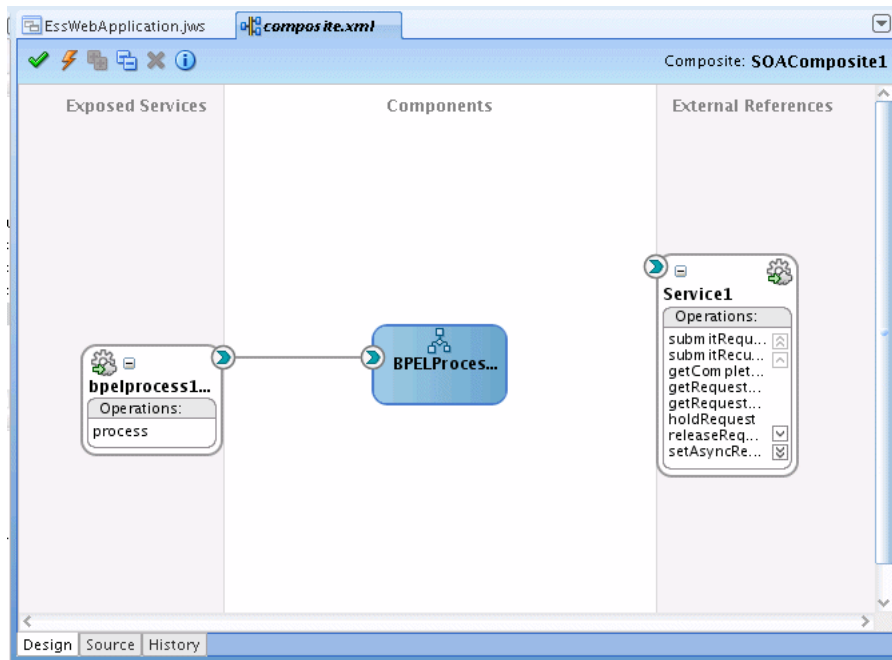 EssWebApplication.jws
composite.xml
Composite: SOAComposite1
Exposed Services
Components
External References
bpelprocess1...
Operations:
process
BPELProces...
Service1
Operations:
submitRequ...
submitRecu...
getComplet...
getRequest...
getRequest...
holdRequest
releaseReq...
setAsyncRe...
Design
Source
History